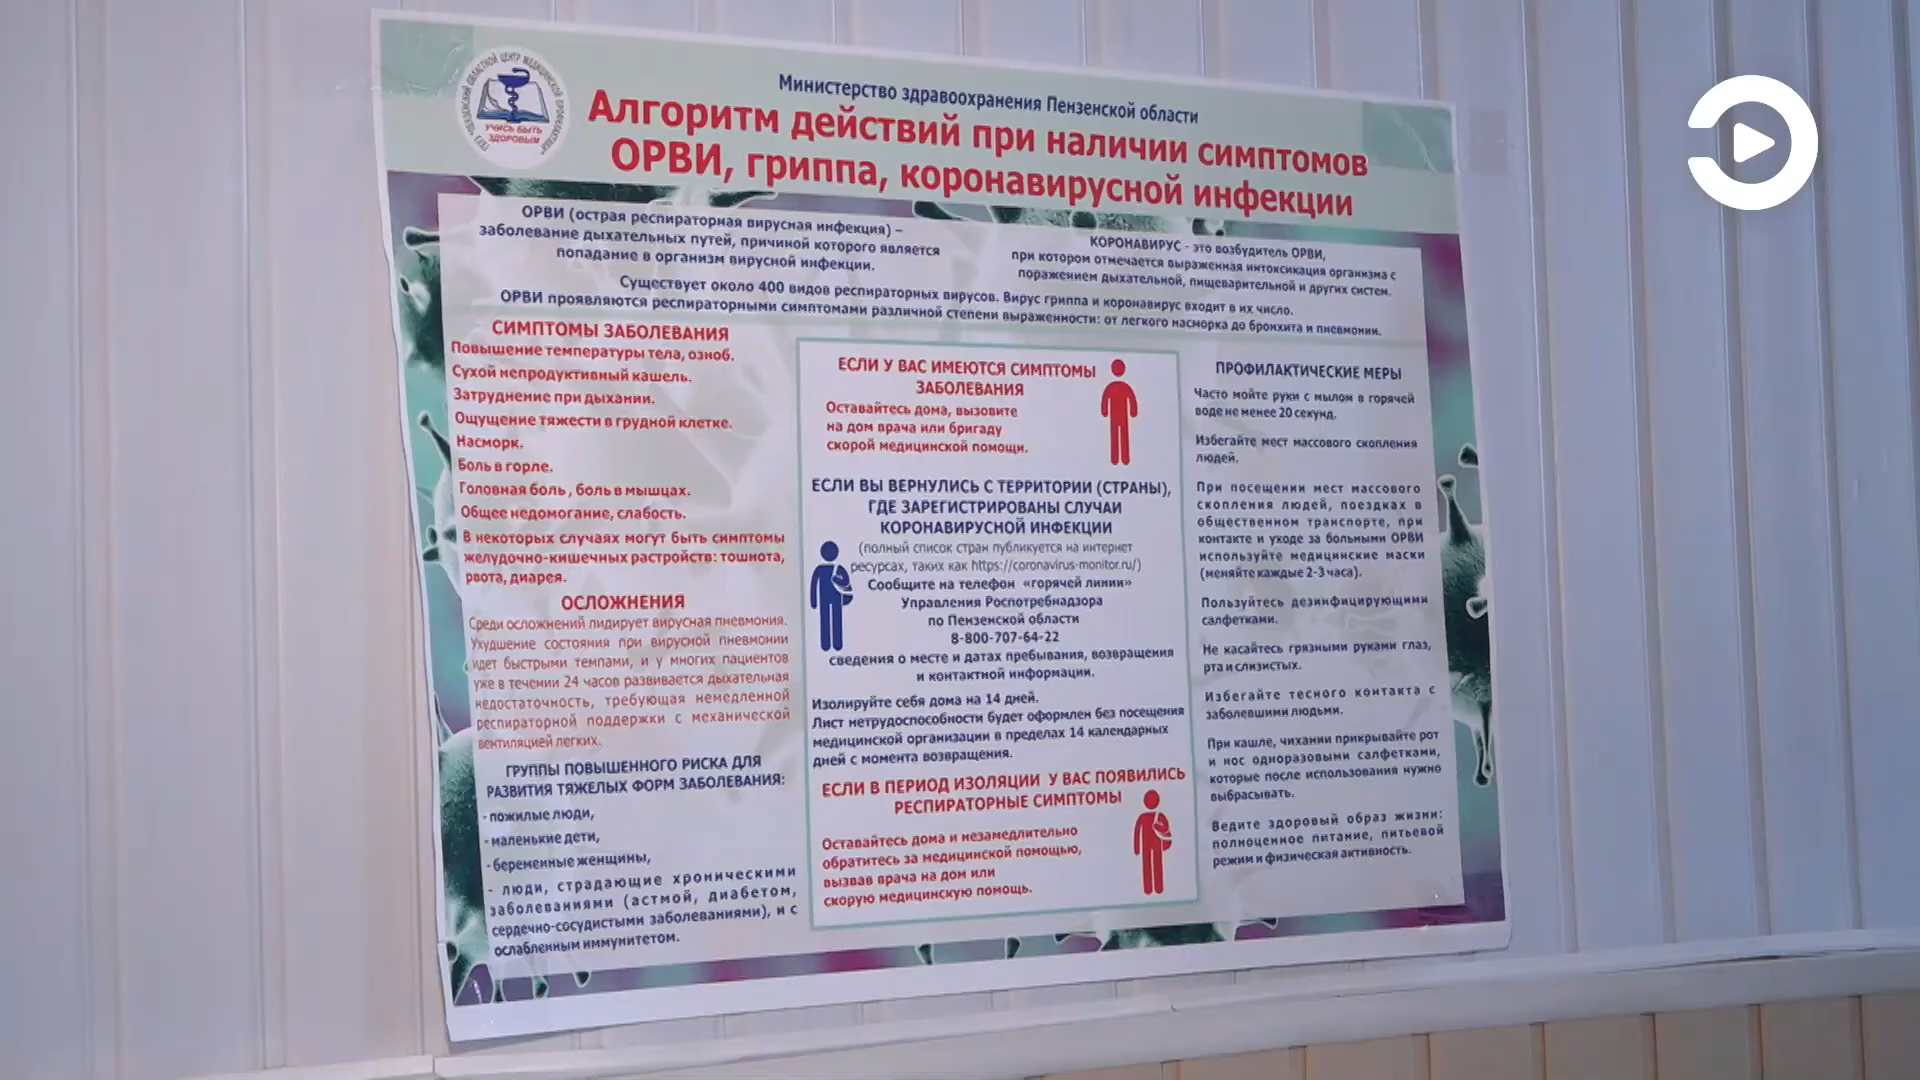 ГБУЗ "ПЕНЗЕНСКИЙ ОБЛАСТНОЙ ЦЕНТР МЕДИЦИНСКОЙ ПРОФИЛАКТИКИ"
УЧИСЬ БЫТЬ
ЗДОРОВЫМ
Министерство здравоохранения Пензенской области
Алгоритм действий при наличии симптомов
ОРВИ, гриппа, коронавирусной инфекции
ОРВИ (острая респираторная вирусная инфекция) –
заболевание дыхательных путей, причиной которого является
попадание в организм вирусной инфекции.
КОРОНАВИРУС - это возбудитель ОРВИ,
при котором отмечается выраженная интоксикация организма с
поражением дыхательной, пищеварительной и других систем.
Существует около 400 видов респираторных вирусов. Вирус гриппа и коронавирус входит в их число.
ОРВИ проявляются респираторными симптомами различной степени выраженности: от легкого насморка до бронхита и пневмонии.
СИМПТОМЫ ЗАБОЛЕВАНИЯ
Повышение температуры тела, озноб.
Сухой непродуктивный кашель.
Затруднение при дыхании.
Ощущение тяжести в грудной клетке.
Насморк.
Боль в горле.
Головная боль , боль в мышцах.
Общее недомогание, слабость.
В некоторых случаях могут быть симптомы
желудочно-кишечных растройств: тошнота,
рвота, диарея.
ОСЛОЖНЕНИЯ
Среди осложнений лидирует вирусная пневмония.
Ухудшение состояния при вирусной пневмонии
идет быстрыми темпами, и у многих пациентов
уже в течении 24 часов развивается дыхательная
недостаточность, требующая немедленной
респираторной поддержки с механической
вентиляцией легких.
ГРУППЫ ПОВЫШЕННОГО РИСКА ДЛЯ
РАЗВИТИЯ ТЯЖЕЛЫХ ФОРМ ЗАБОЛЕВАНИЯ:
- пожилые люди,
- маленькие дети,
- беременные женщины,
- люди, страдающие хроническими
заболеваниями (астмой, диабетом,
сердечно-сосудистыми заболеваниями), и с
ослабленным иммунитетом.
ЕСЛИ У ВАС ИМЕЮТСЯ СИМПТОМЫ
ЗАБОЛЕВАНИЯ
Оставайтесь дома, вызовите
на дом врача или бригаду
скорой медицинской помощи.
ЕСЛИ ВЫ ВЕРНУЛИСЬ С ТЕРРИТОРИИ (СТРАНЫ),
ГДЕ ЗАРЕГИСТРИРОВАНЫ СЛУЧАИ
КОРОНАВИРУСНОЙ ИНФЕКЦИИ
(полный список стран публикуется на интернет
ресурсах, таких как https://coronavirus-monitor.ru/)
Сообщите на телефон «горячей линии»
Управления Роспотребнадзора
по Пензенской области
8-800-707-64-22
сведения о месте и датах пребывания, возвращения
и контактной информации.
Изолируйте себя дома на 14 дней.
Лист нетрудоспособности будет оформлен без посещения
медицинской организации в пределах 14 календарных
дней с момента возвращения.
ЕСЛИ В ПЕРИОД ИЗОЛЯЦИИ У ВАС ПОЯВИЛИСЬ
РЕСПИРАТОРНЫЕ СИМПТОМЫ
Оставайтесь дома и незамедлительно
обратитесь за медицинской помощью,
вызвав врача на дом или
скорую медицинскую помощь.
ПРОФИЛАКТИЧЕСКИЕ МЕРЫ
Часто мойте руки с мылом в горячей
воде не менее 20 секунд.
Избегайте мест массового скопления
людей.
При посещении мест массового
скопления людей, поездках в
общественном транспорте, при
контакте и уходе за больными ОРВИ
используйте медицинские маски
(меняйте каждые 2-3 часа).
Пользуйтесь дезинфицирующими
салфетками.
Не касайтесь грязными руками глаз,
рта и слизистых.
Избегайте тесного контакта с
заболевшими людьми.
При кашле, чихании прикрывайте рот
и нос одноразовыми салфетками,
которые после использования нужно
выбрасывать.
Ведите здоровый образ жизни:
полноценное питание, питьевой
режим и физическая активность.